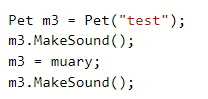 Pet m3 = Pet("test");
m3.MakeSound();
m3 = muary;
m3.MakeSound();